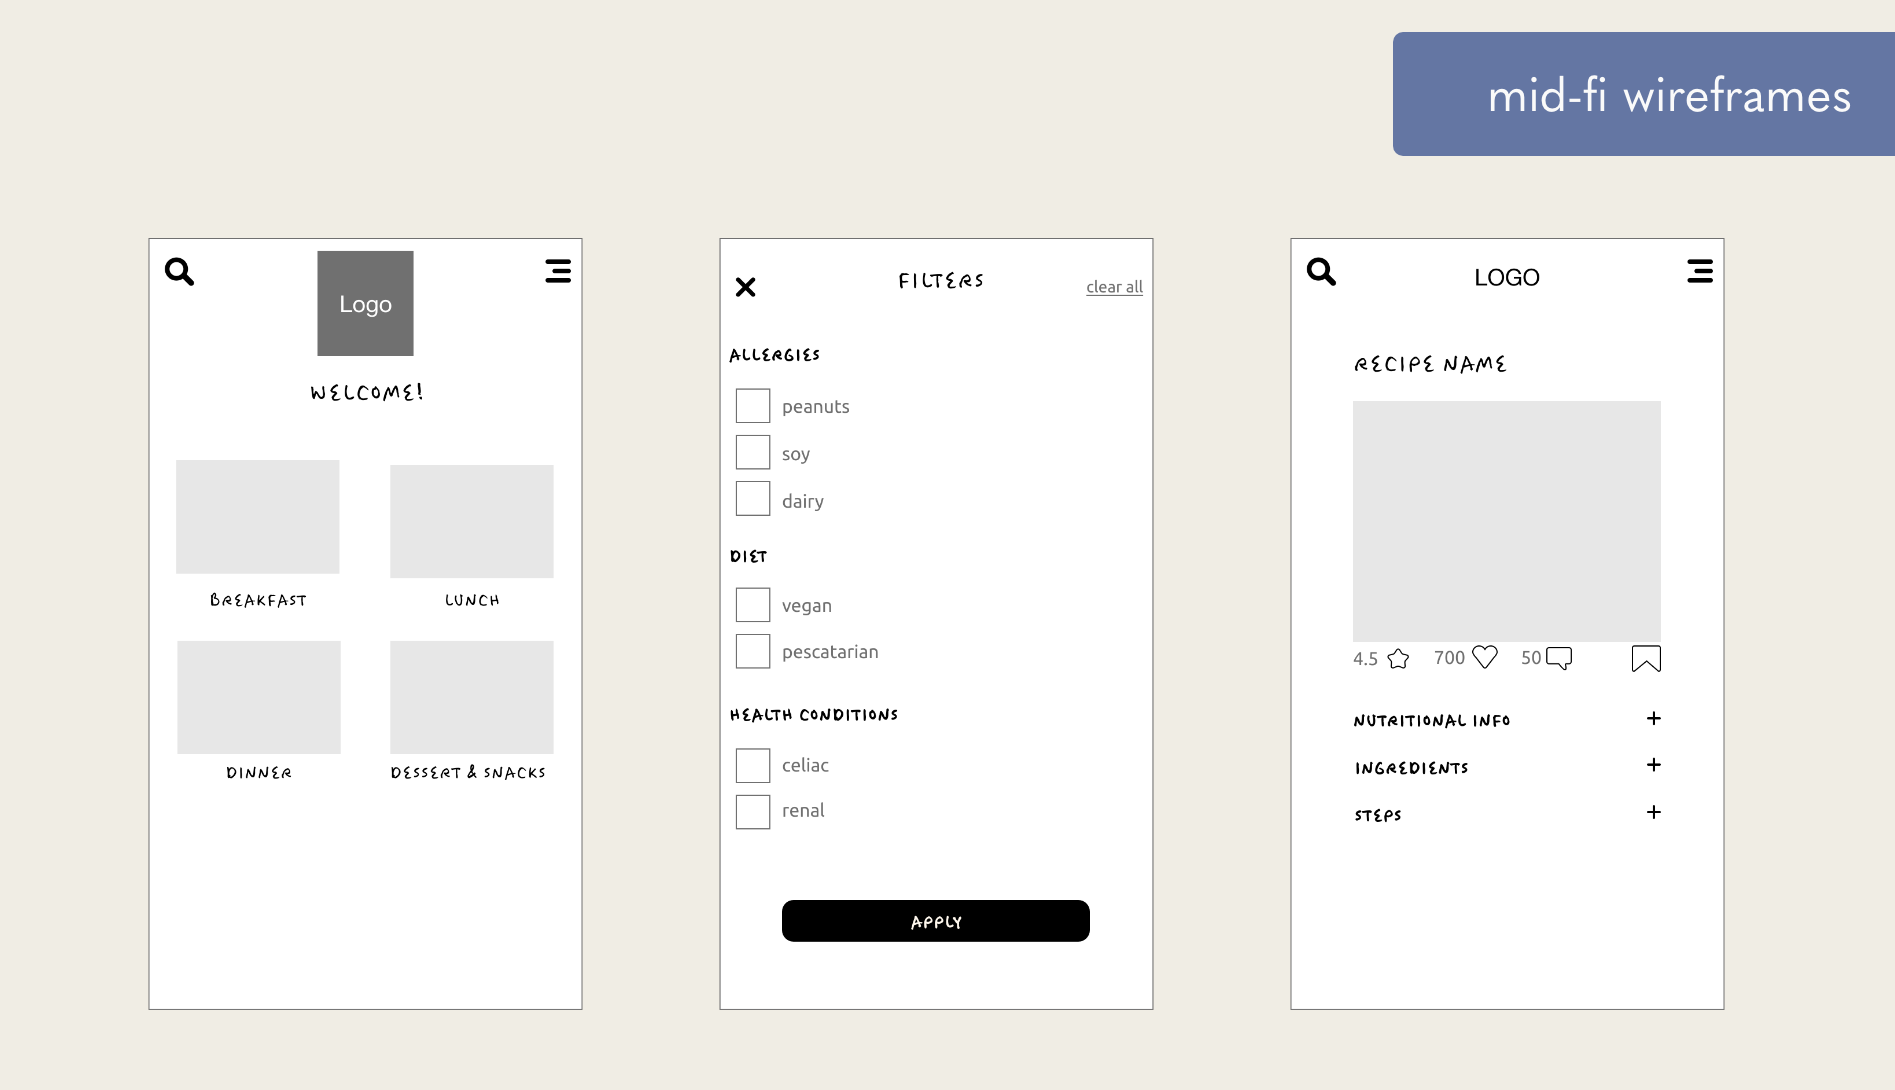 mid-fi wireframes
Logo
WELCOME!
BREAKFAST
LUNCH
DINNER
DESSERT & SNACKS
FILTERS
clear all
ALLERGIES
peanuts
soy
dairy
DIET
vegan
pescatarian
HEALTH CONDITIONS
celiac
renal
APPLY
LOGO
RECIPE NAME
4.5
700
50
NUTRITIONAL INFO
+
INGREDIENTS
+
STEPS
+